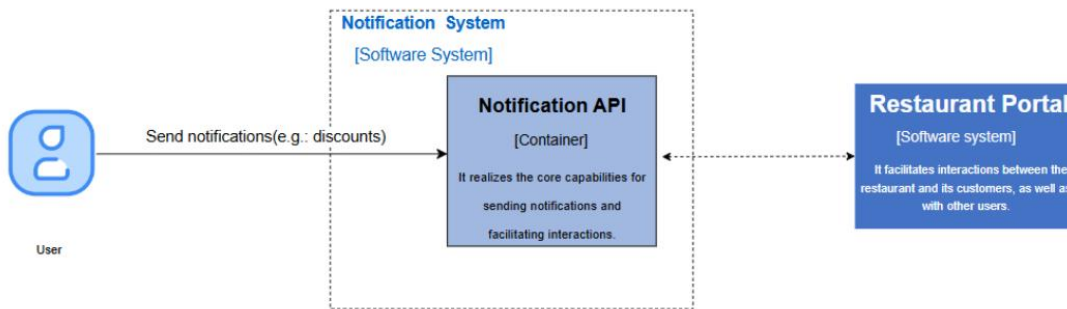 Notification System
[Software System]
Send notifications(e.g.: discounts)
User
Notification API
[Container]
It realizes the core capabilities for
sending notifications and
facilitating interactions.
Restaurant Portal
[Software system]
It facilitates interactions between the
restaurant and its customers, as well as
with other users.